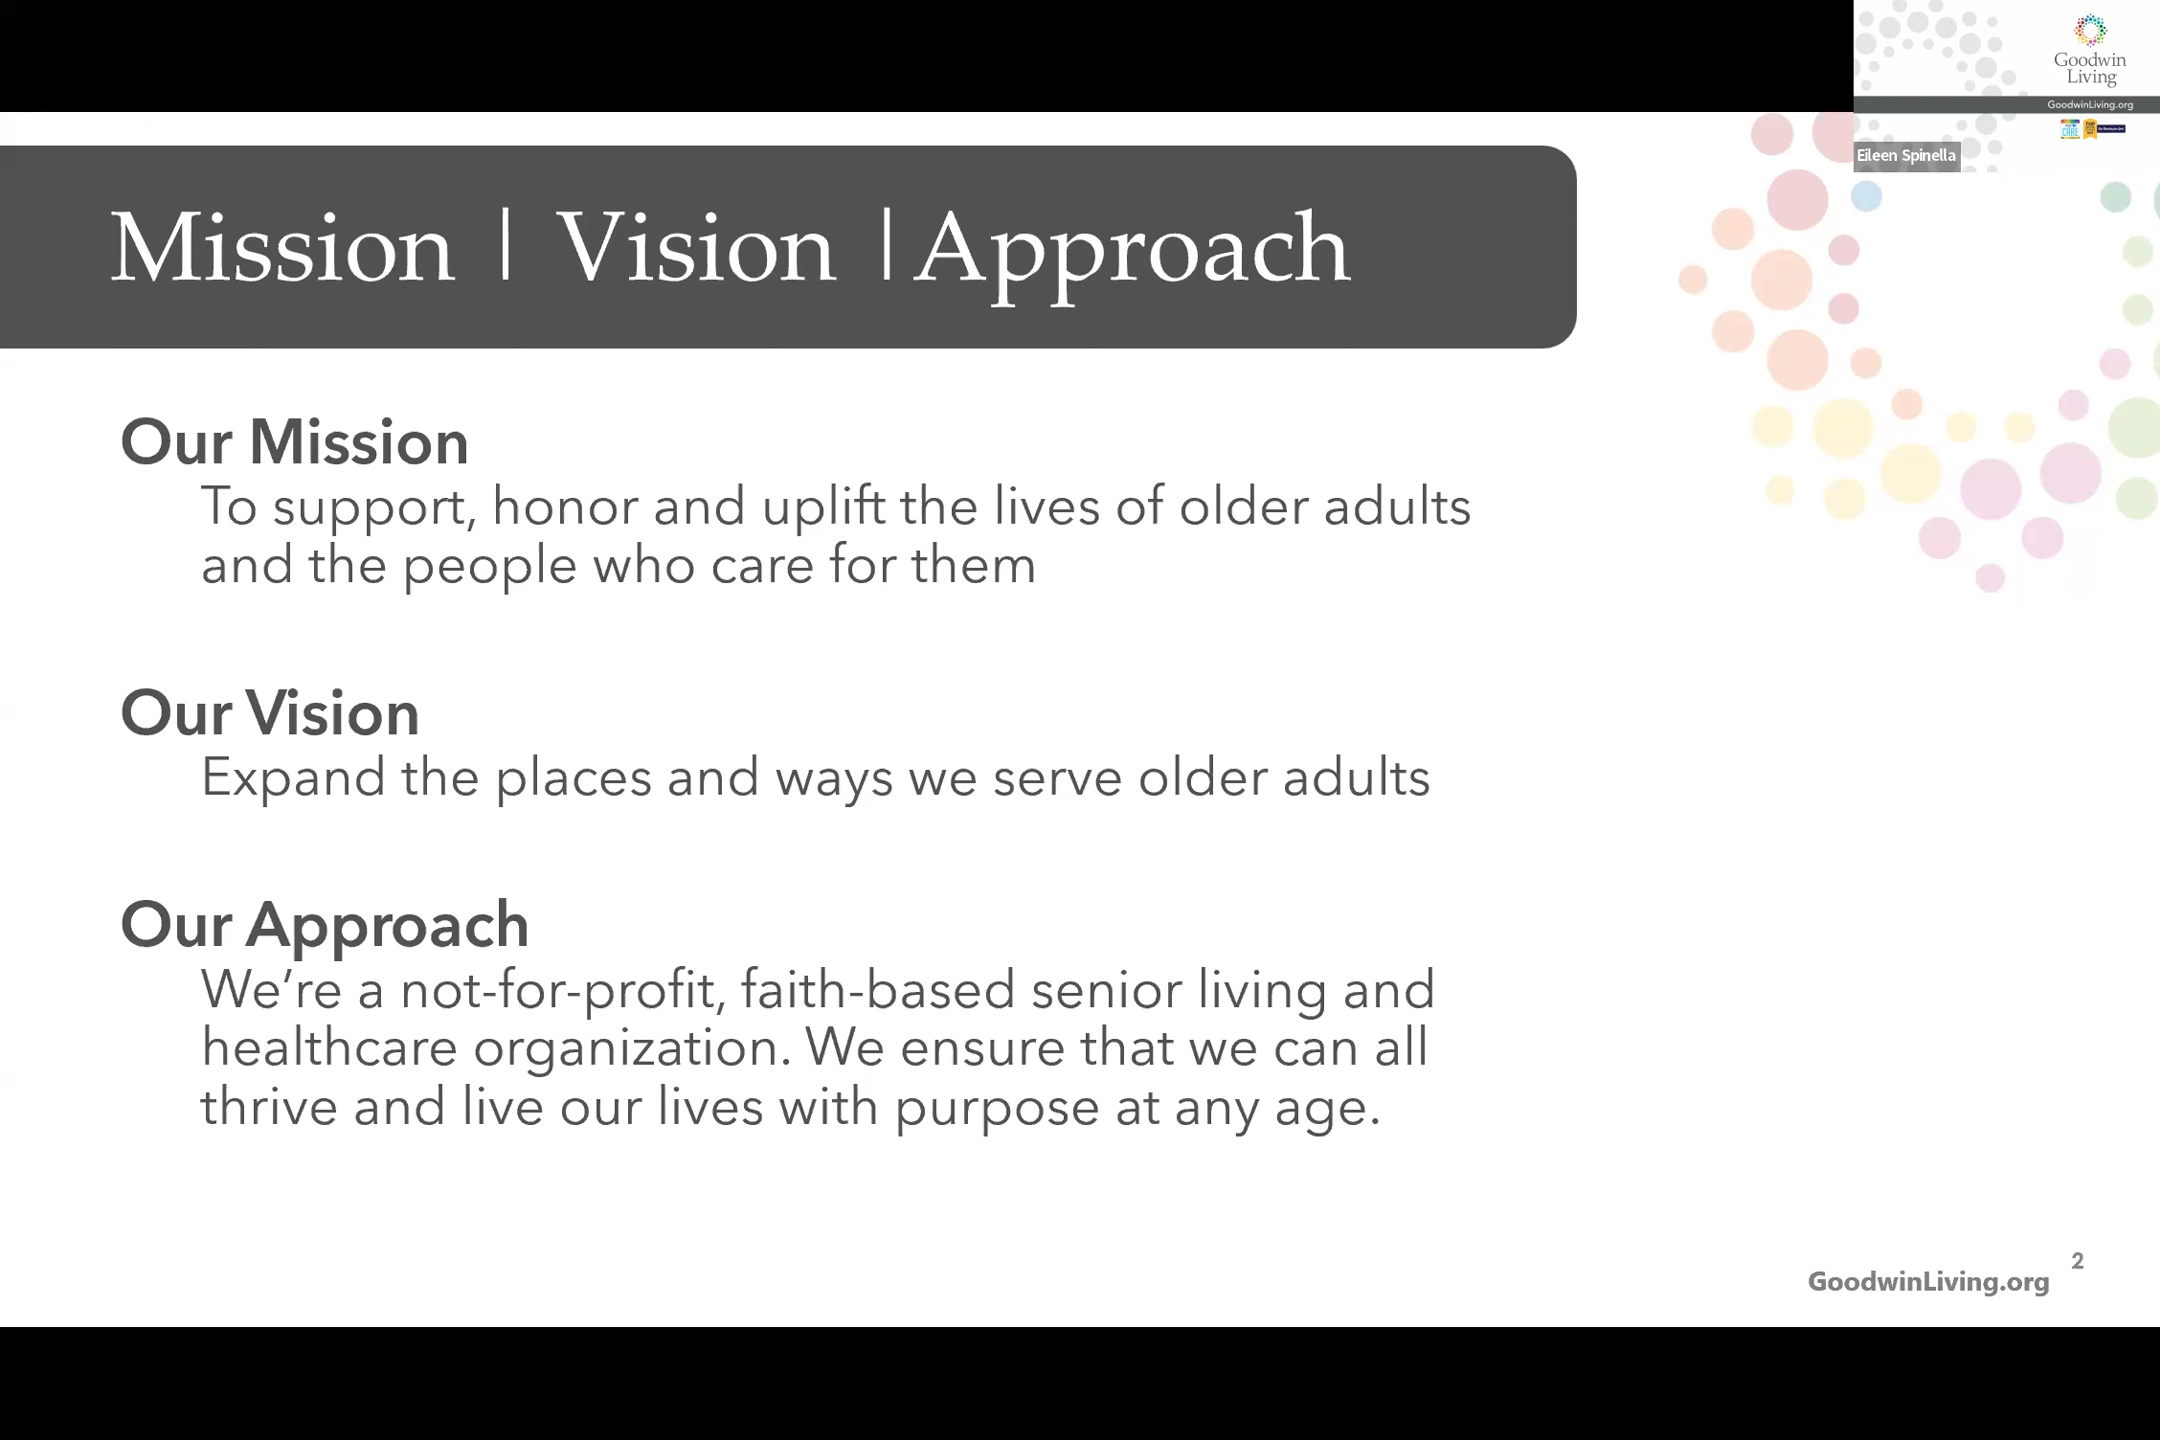 Goodwin
Living
GoodwinLiving.org
CARE
Eileen Spinella
Mission | Vision | Approach
Our Mission
To support, honor and uplift the lives of older adults
and the people who care for them
Our Vision
Expand the places and ways we serve older adults
Our Approach
We’re a not-for-profit, faith-based senior living and
healthcare organization. We ensure that we can all
thrive and live our lives with purpose at any age.
2
GoodwinLiving.org